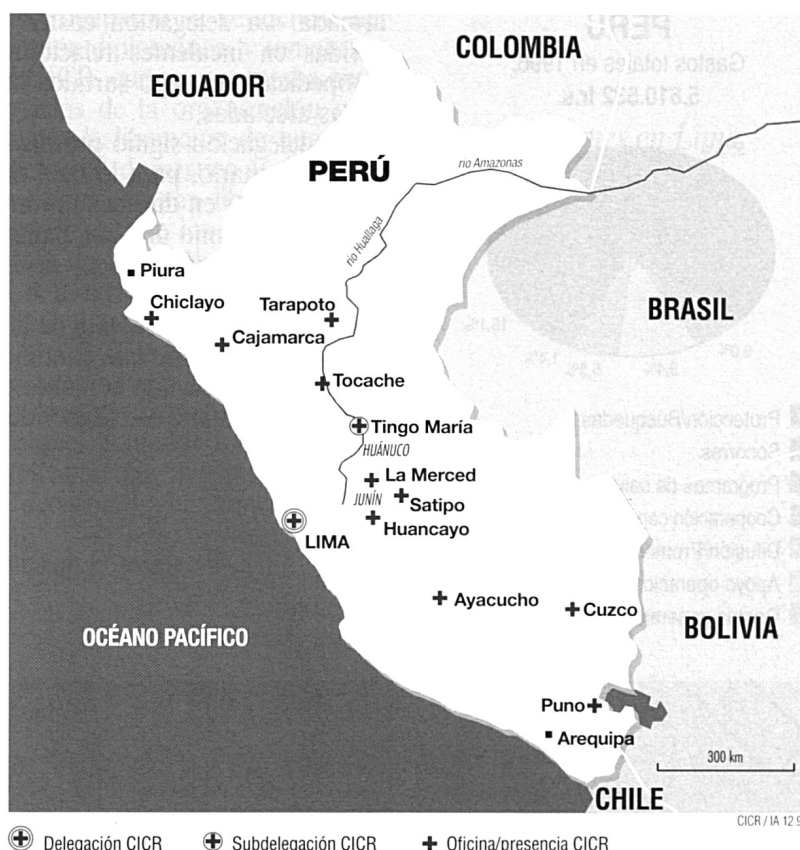 COLOMBIA
ECUADOR
PERÚ
río Amazonas
río Huallaga
Piura
Chiclayo
Tarapoto
BRASIL
Cajamarca
Tocache
Tingo María
HUÁNUCO
La Merced
JUNÍN
Satipo
Huancayo
LIMA
Ayacucho
Cuzco
OCÉANO PACÍFICO
BOLIVIA
Puno
Arequipa
300 km
CHILE
CICR / IA 12.9
Delegación CICR
Subdelegación CICR
Oficina/presencia CICR